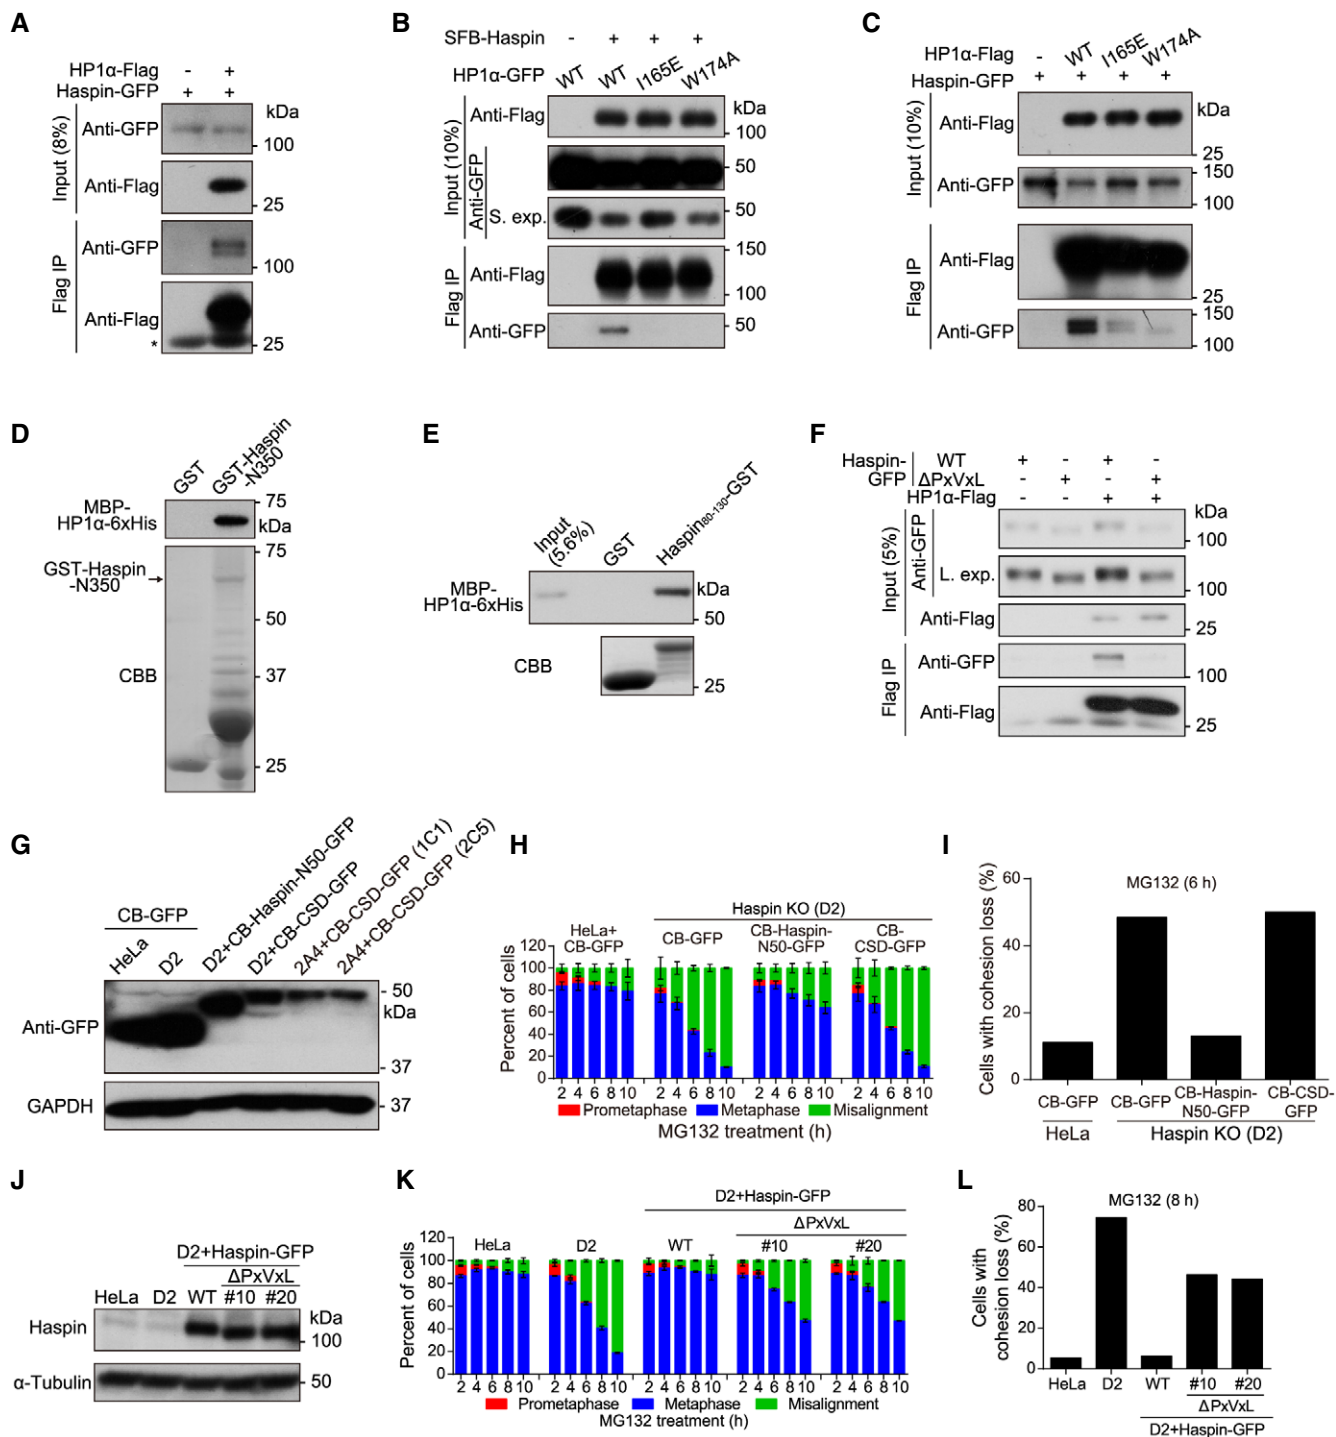 A
HP1α-Flag - +
Haspin-GFP + +
kDa
Input (8%)
Anti-GFP
100
Anti-Flag
25
Flag IP
Anti-GFP
100
Anti-Flag
* 25
B
SFB-Haspin - + + +
HP1α-GFP WT WT I165E W174A
kDa
Input (10%)
Anti-Flag
100
Anti-GFP
50
S. exp.
50
Flag IP
Anti-Flag
150
100
Anti-GFP
50
C
HP1α-Flag - WT I165E W174A
Haspin-GFP + + + +
kDa
Input (10%)
Anti-Flag
25
Anti-GFP
150
100
Flag IP
Anti-Flag
25
Anti-GFP
150
100
D
GST
GST-Haspin
-N350
MBP-
HP1α-6xHis
75
kDa
GST-Haspin
-N350
75
50
37
CBB
25
E
Input
(5.6%)
GST
Haspin80-130-GST
MBP-
HP1α-6xHis
kDa
50
CBB
25
F
Haspin-
GFP
WT + - + -
ΔPxVxL - + - +
HP1α-Flag - - + +
kDa
Input (5%)
Anti-GFP
100
L. exp.
100
Anti-Flag
25
Flag IP
Anti-GFP
100
Anti-Flag
25
G
CB-GFP
HeLa
D2
D2+CB-Haspin-N50-GFP
D2+CB-CSD-GFP
2A4+CB-CSD-GFP (1C1)
2A4+CB-CSD-GFP (2C5)
Anti-GFP
50
kDa
37
GAPDH
37
H
Haspin KO (D2)
HeLa+
CB-GFP
CB-GFP
CB-Haspin-
N50-GFP
CB-
CSD-GFP
Percent of cells
120
100
80
60
40
20
0
2 4 6 8 10 2 4 6 8 10 2 4 6 8 10 2 4 6 8 10
Prometaphase Metaphase Misalignment
MG132 treatment (h)
I
MG132 (6 h)
Cells with cohesion loss (%)
60
40
20
0
CB-GFP CB-GFP CB-Haspin-
N50-GFP CB-CSD-
GFP
HeLa Haspin KO (D2)
J
D2+Haspin-GFP
ΔPxVxL
HeLa D2 WT #10 #20
kDa
Haspin
100
α-Tubulin
50
K
D2+Haspin-GFP
ΔPxVxL
HeLa D2 WT #10 #20
Percent of cells
120
100
80
60
40
20
0
2 4 6 8 10 2 4 6 8 10 2 4 6 8 10 2 4 6 8 10 2 4 6 8 10
Prometaphase Metaphase Misalignment
MG132 treatment (h)
L
MG132 (8 h)
Cells with
cohesion loss (%)
80
60
40
20
0
HeLa D2 WT #10 #20
ΔPxVxL
D2+Haspin-GFP